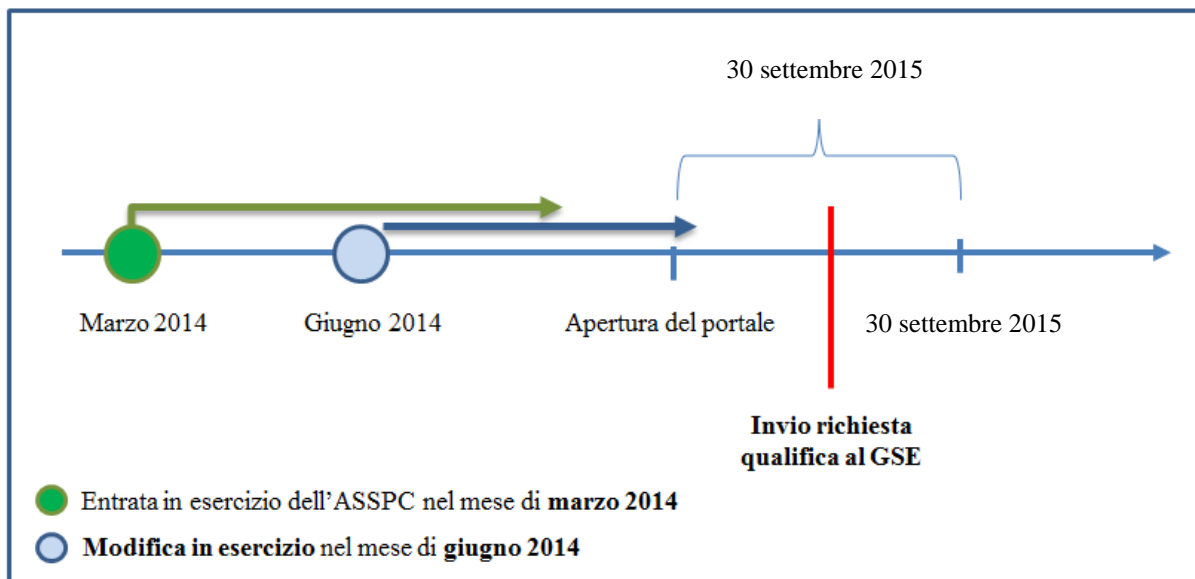 30 settembre 2015
Marzo 2014
Giugno 2014
Apertura del portale
30 settembre 2015
Invio richiesta
qualifica al GSE
Entrata in esercizio dell'ASSPC nel mese di marzo 2014
Modifica in esercizio nel mese di giugno 2014